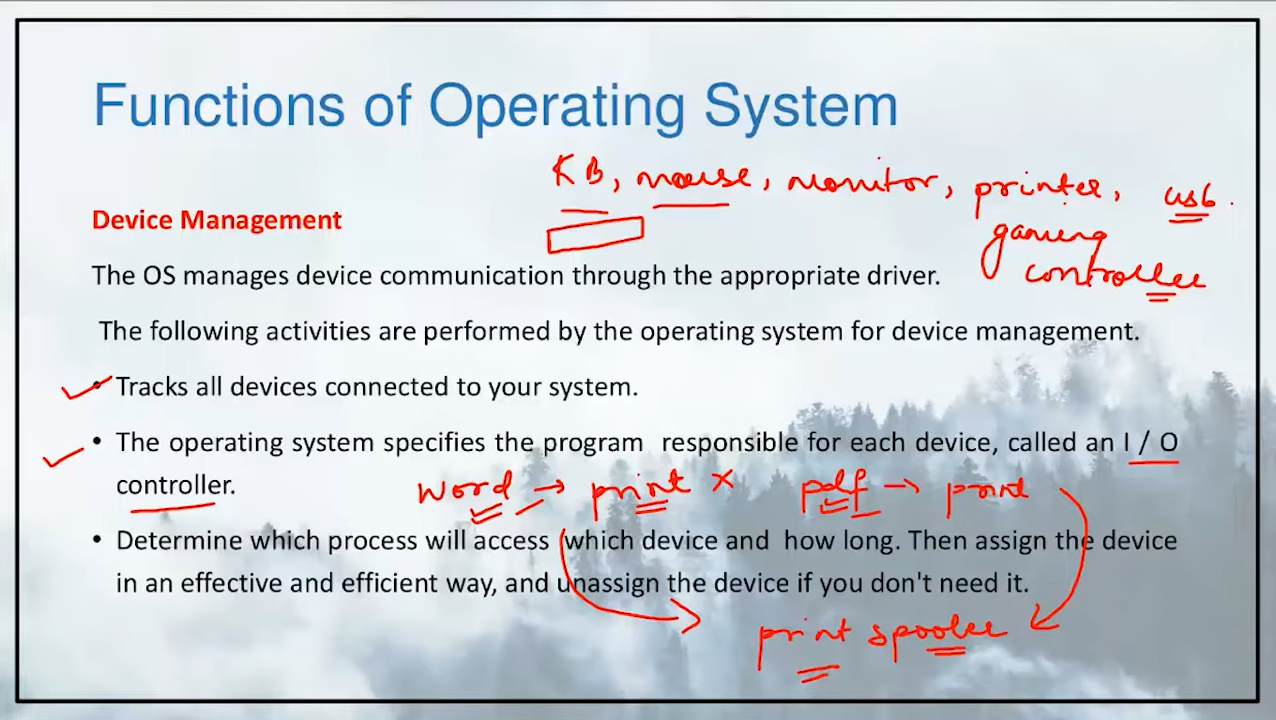 Functions of Operating System
KB, mouse, monitor, printer, usb
Device Management
gaming
controller
The OS manages device communication through the appropriate driver.
The following activities are performed by the operating system for device management.
• Tracks all devices connected to your system.
• The operating system specifies the program responsible for each device, called an I / O
controller.
word → print x pdf → print
• Determine which process will access which device and how long. Then assign the device
in an effective and efficient way, and unassign the device if you don't need it.
print spooler